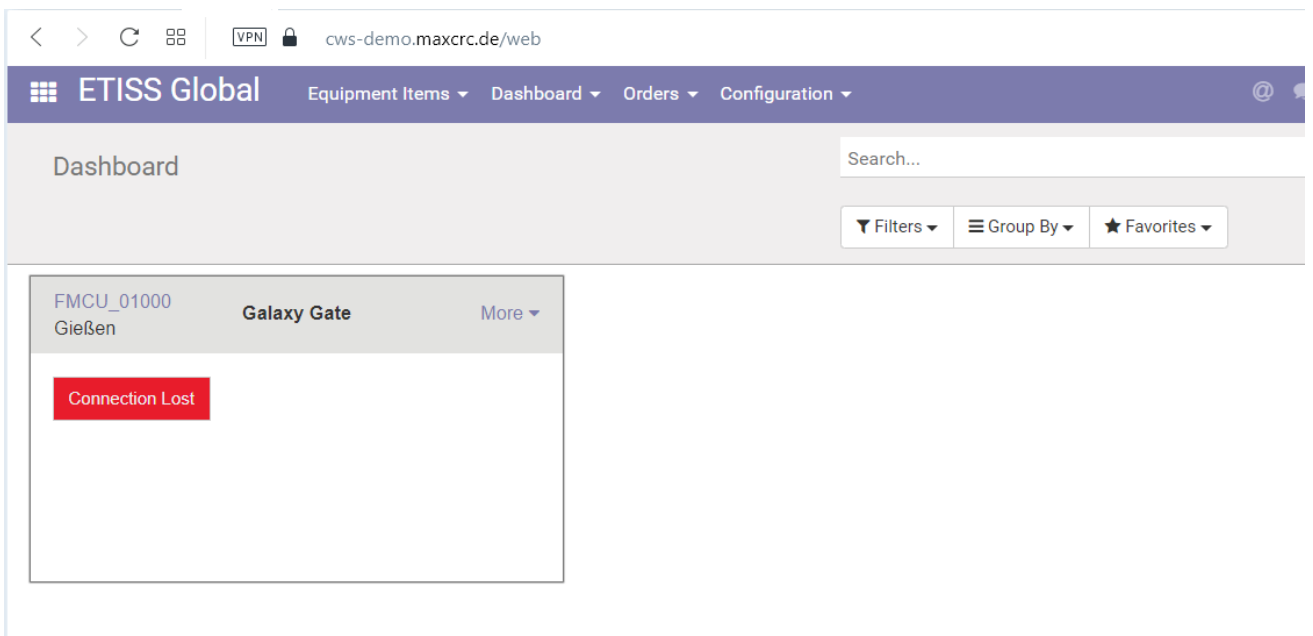 VPN cws-demo.maxcrc.de/web
ETISS Global Equipment Items Dashboard Orders Configuration @
Dashboard
Search...
Filters Group By Favorites
FMCU_01000
Gießen
Galaxy Gate
More
Connection Lost